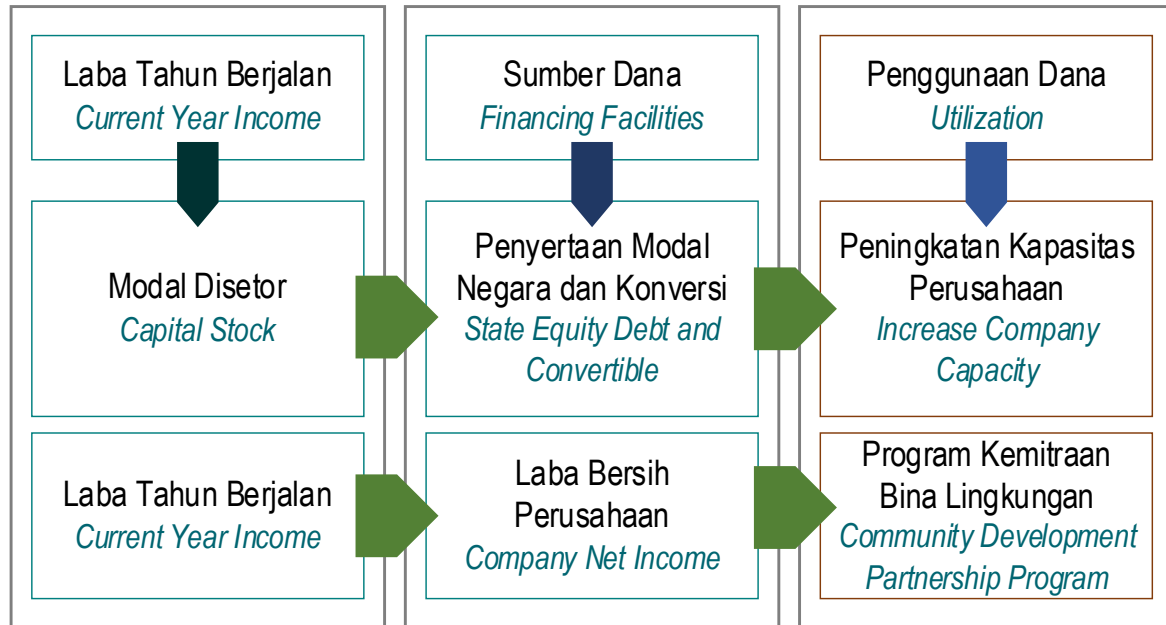 Laba Tahun Berjalan
Current Year Income
Sumber Dana
Financing Facilities
Penggunaan Dana
Utilization
Modal Disetor
Capital Stock
Penyertaan Modal
Negara dan Konversi
State Equity Debt and
Convertible
Peningkatan Kapasitas
Perusahaan
Increase Company
Capacity
Laba Tahun Berjalan
Current Year Income
Laba Bersih
Perusahaan
Company Net Income
Program Kemitraan
Bina Lingkungan
Community Development
Partnership Program